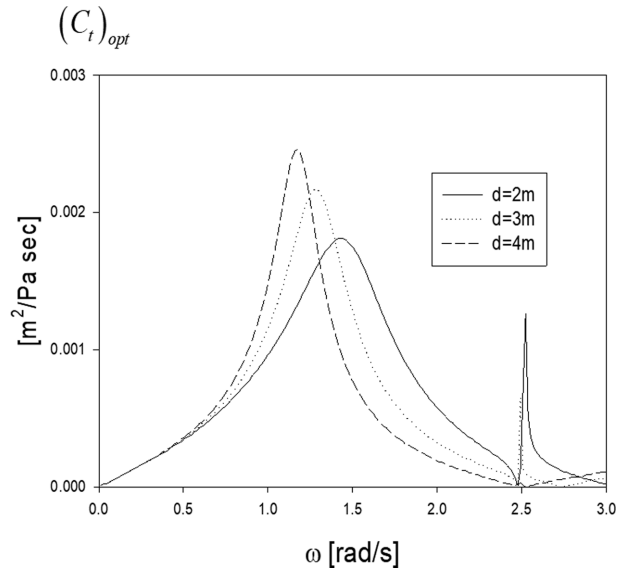 (C_t)_opt
0.003
0.002
0.001
0.000
[m²/Pa sec]
d=2m
d=3m
d=4m
0.0 0.5 1.0 1.5 2.0 2.5 3.0
ω [rad/s]